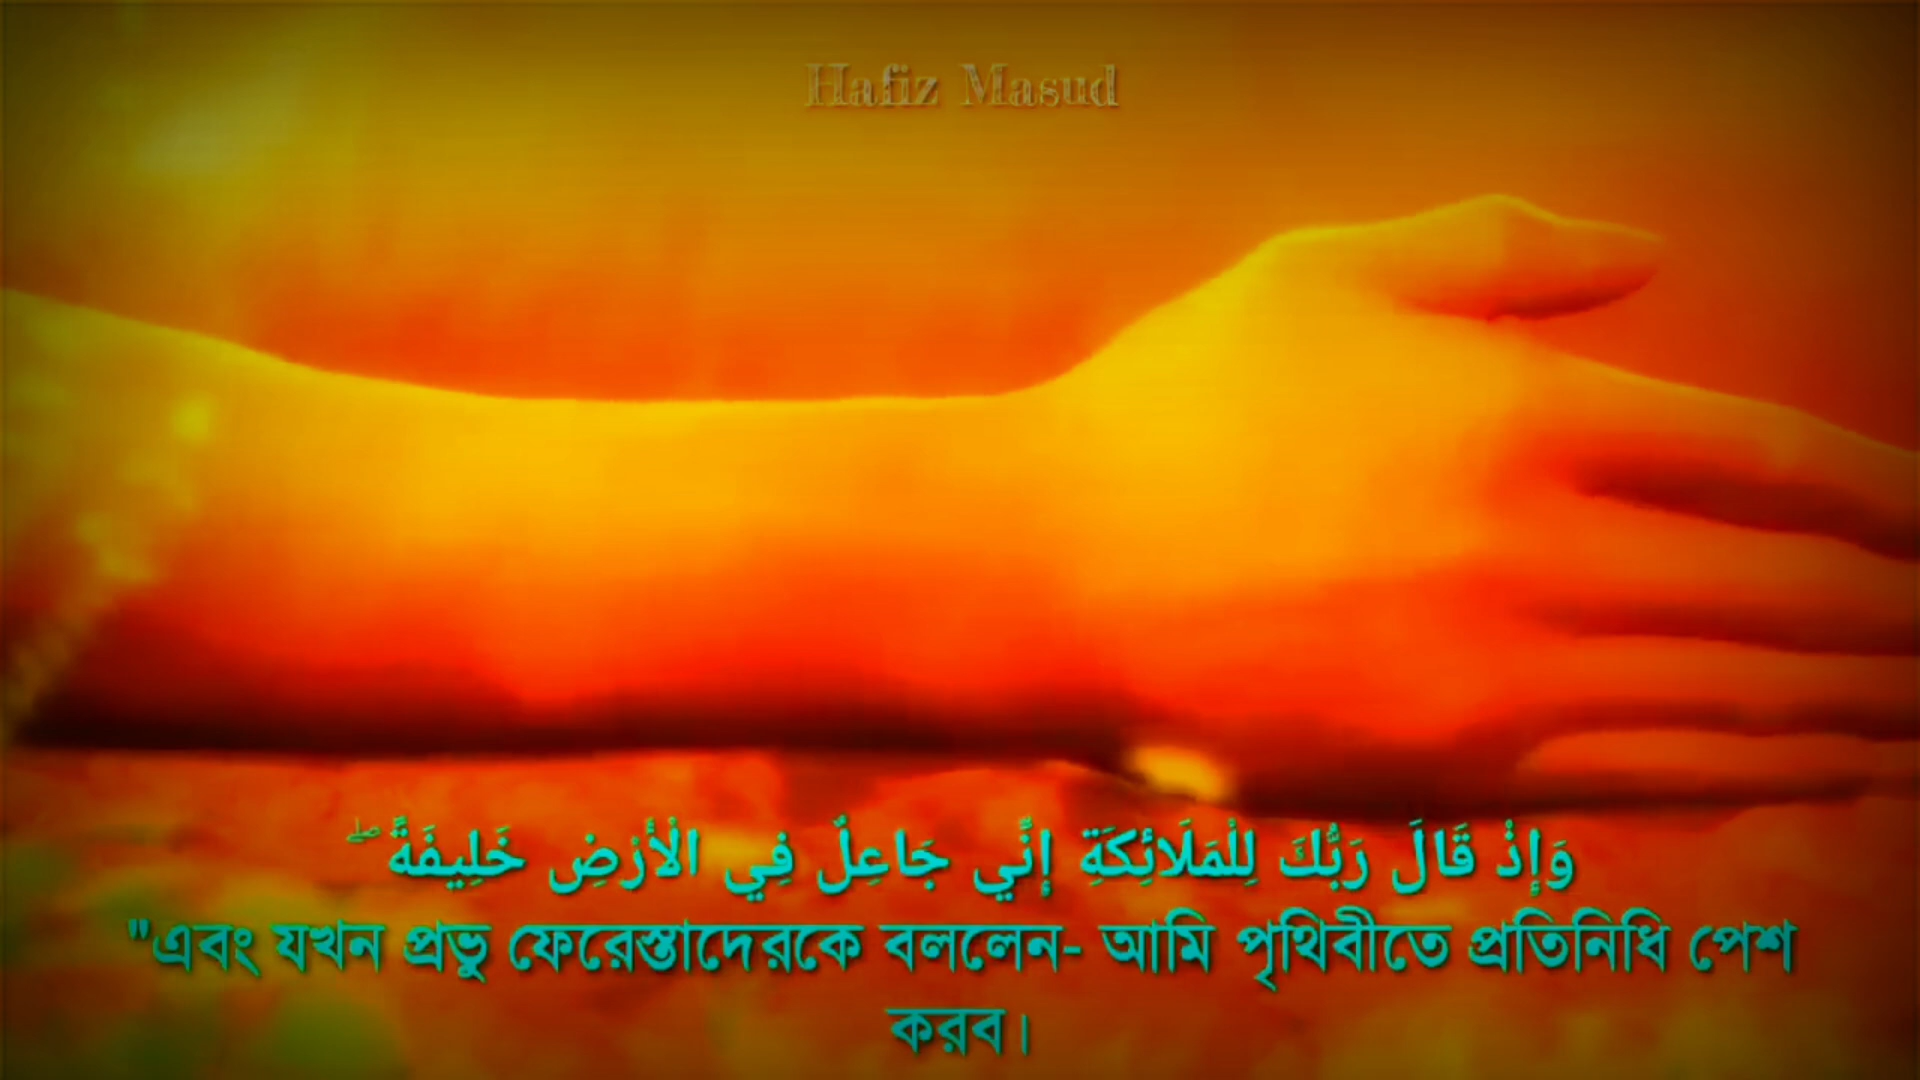 Hafiz Masud
وَإِذْ قَالَ رَبُّكَ لِلْمَلَائِكَةِ إِنِّي جَاعِلٌ فِي الْأَرْضِ خَلِيفَةً ۖ
"এবং যখন প্রভু ফেরেস্তাদেরকে বললেন- আমি পৃথিবীতে প্রতিনিধি পেশ
করব।